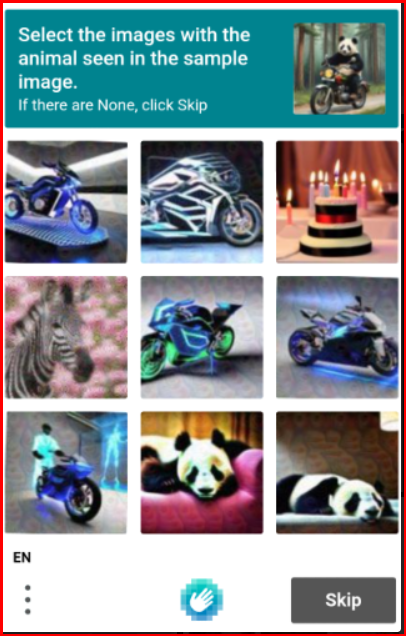 Select the images with the
animal seen in the sample
image.
If there are None, click Skip
EN
Skip